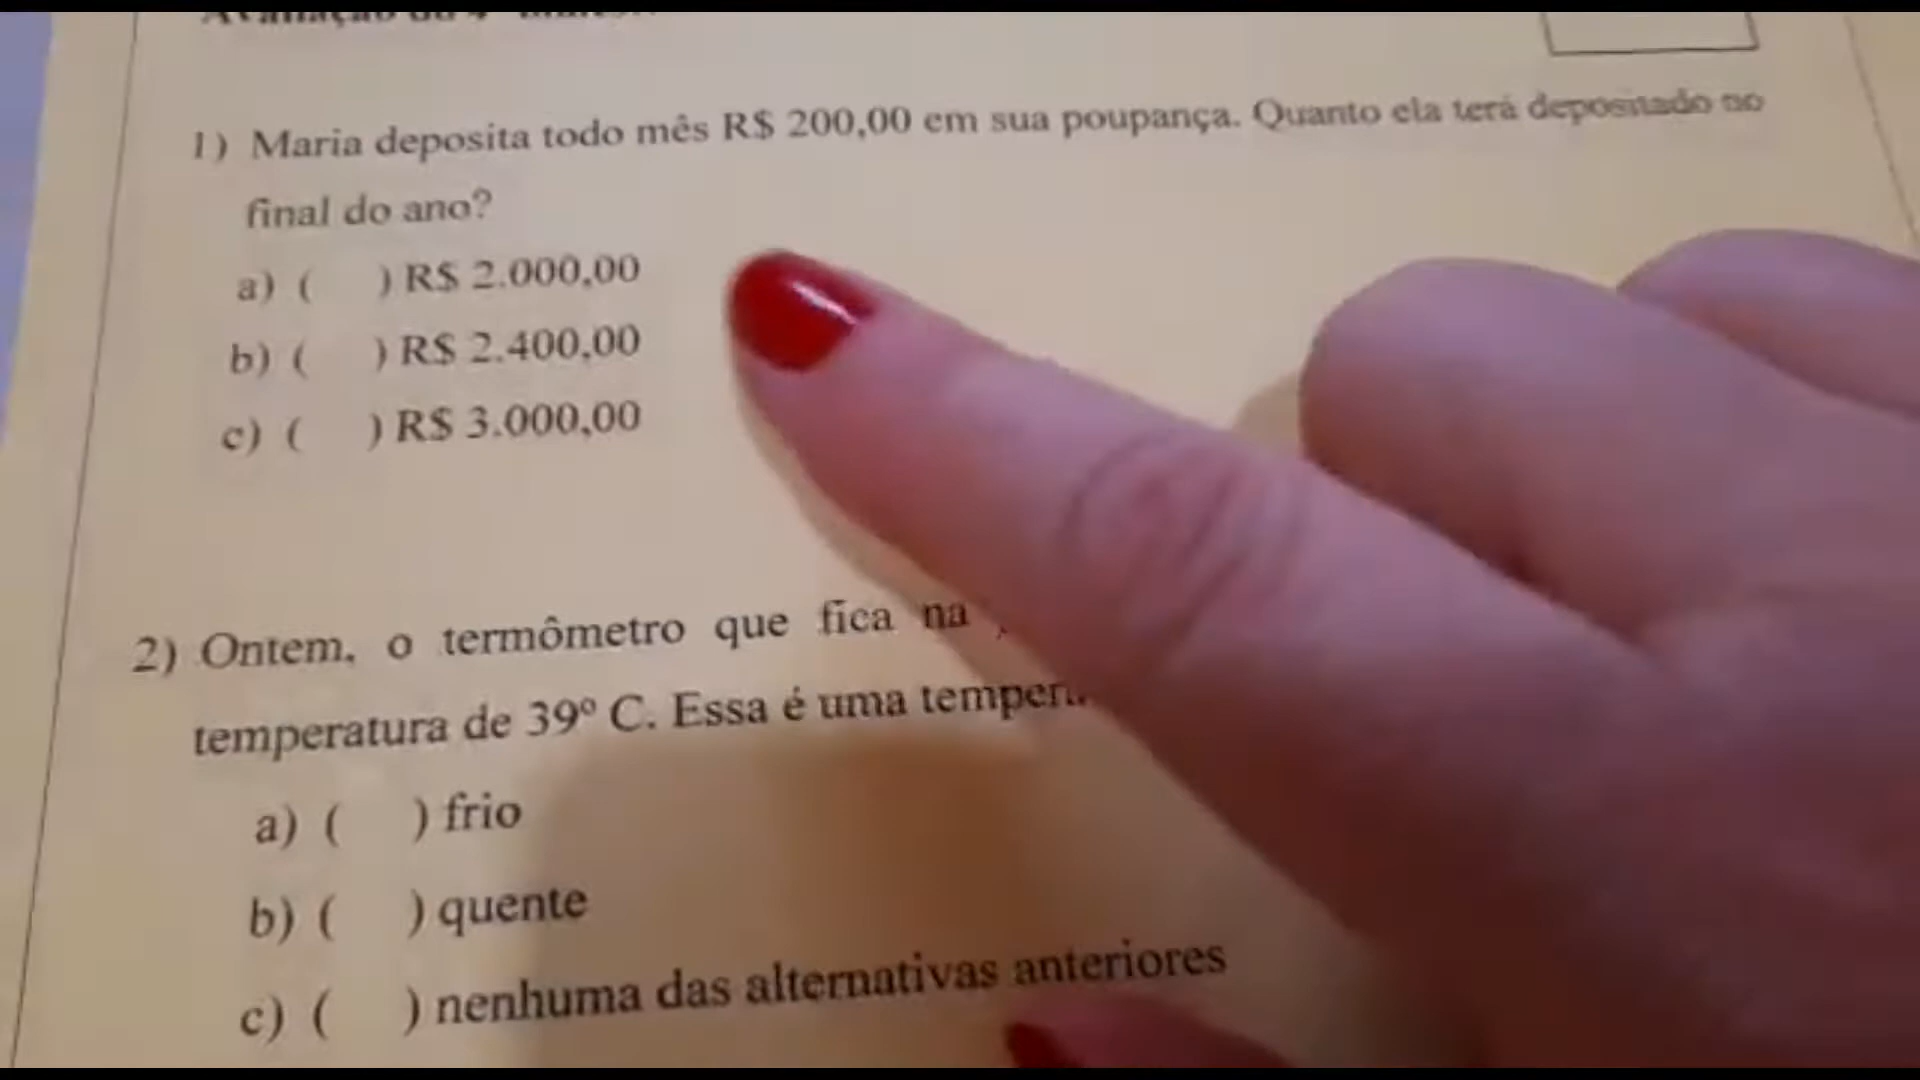 1) Maria deposita todo mês R$ 200,00 em sua poupança. Quanto ela terá depositado no
final do ano?
a) ( ) R$ 2.000,00
b) ( ) R$ 2.400,00
c) ( ) R$ 3.000,00
2) Ontem, o termômetro que fica na
temperatura de 39º C. Essa é uma
a) ( ) frio
b) ( ) quente
c) ( ) nenhuma das alternativas anteriores